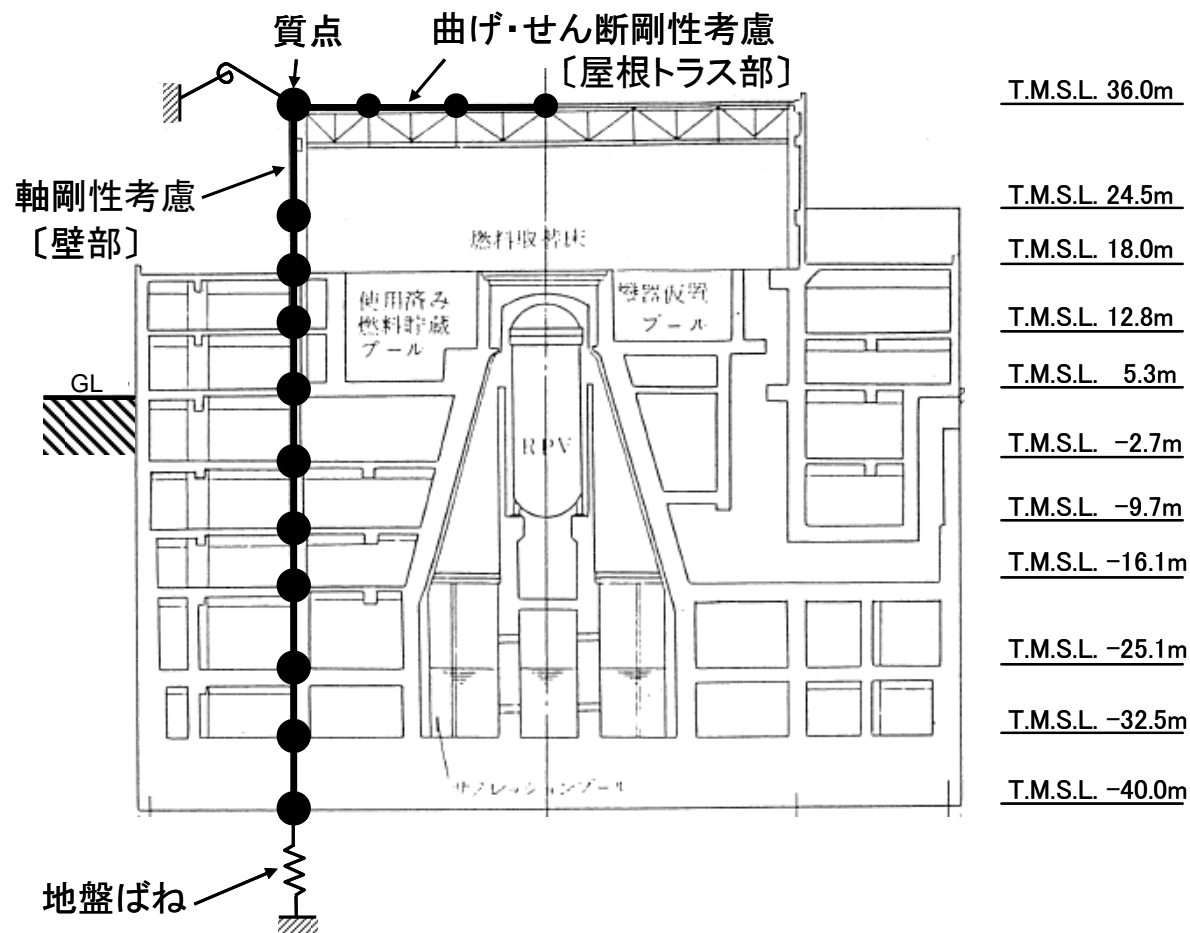 質点
曲げ・せん断剛性考慮
〔屋根トラス部〕
T.M.S.L. 36.0m
軸剛性考慮
〔壁部〕
T.M.S.L. 24.5m
燃料取替床
T.M.S.L. 18.0m
使用済み
燃料貯蔵
プール
機器仮置
プール
T.M.S.L. 12.8m
GL
T.M.S.L. 5.3m
RPV
T.M.S.L. -2.7m
T.M.S.L. -9.7m
T.M.S.L. -16.1m
T.M.S.L. -25.1m
T.M.S.L. -32.5m
サプレッションプール
T.M.S.L. -40.0m
地盤ばね